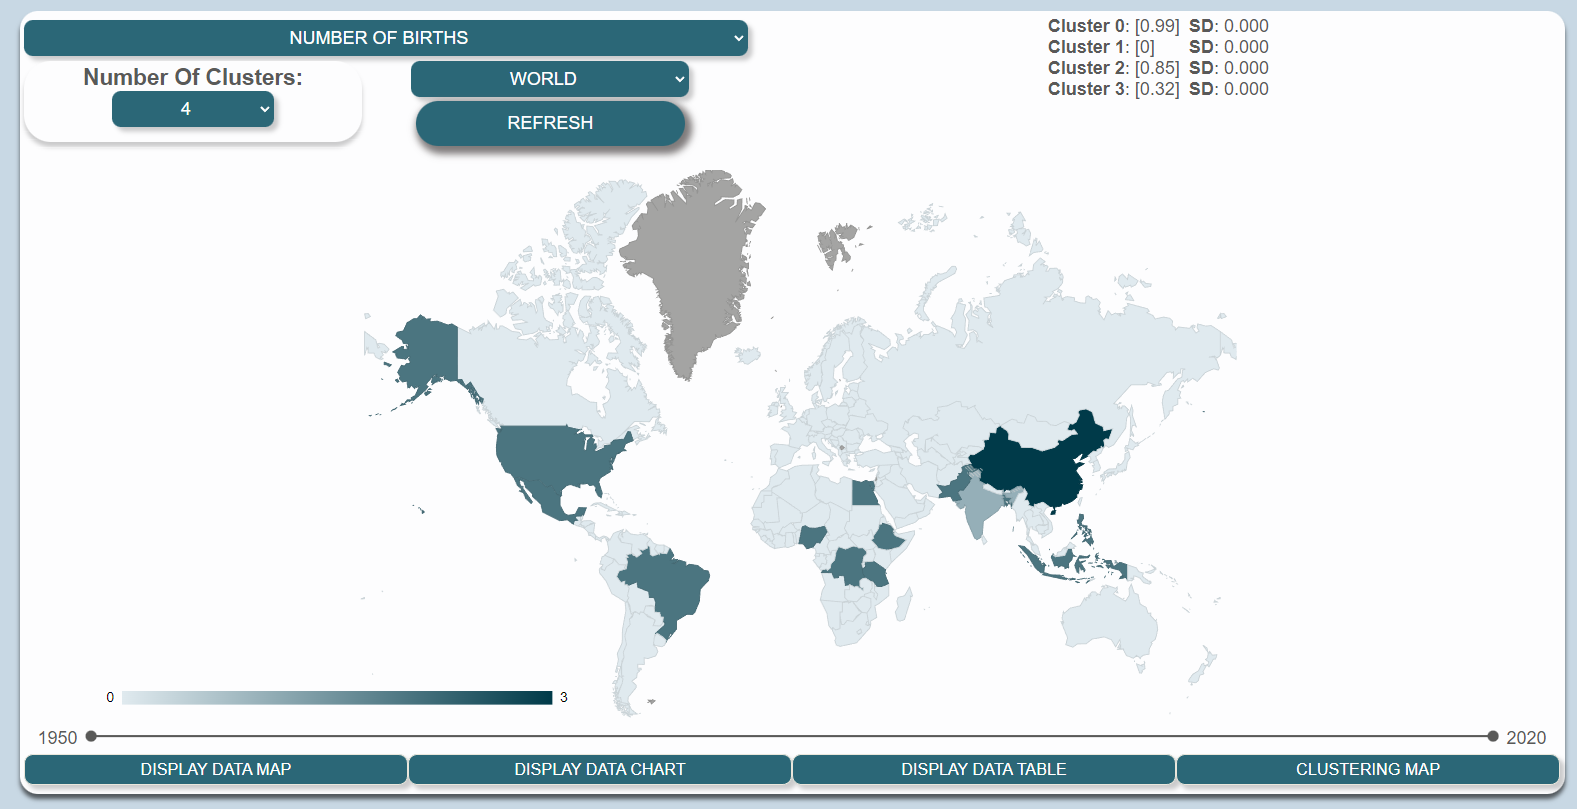 NUMBER OF BIRTHS
Number Of Clusters:
4
WORLD
REFRESH
Cluster 0: [0.99] SD: 0.000
Cluster 1: [0] SD: 0.000
Cluster 2: [0.85] SD: 0.000
Cluster 3: [0.32] SD: 0.000
0 3
1950 2020
DISPLAY DATA MAP DISPLAY DATA CHART DISPLAY DATA TABLE CLUSTERING MAP